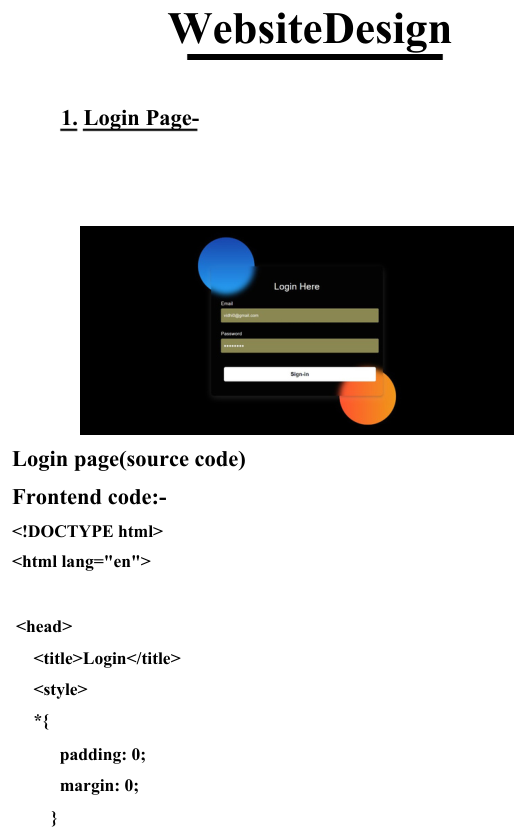 WebsiteDesign
1. Login Page-
Login Here
Email
Password
Sign-in
Login page(source code)
Frontend code:-
<!DOCTYPE html>
<html lang="en">
<head>
<title>Login</title>
<style>
*{
padding: 0;
margin: 0;
}